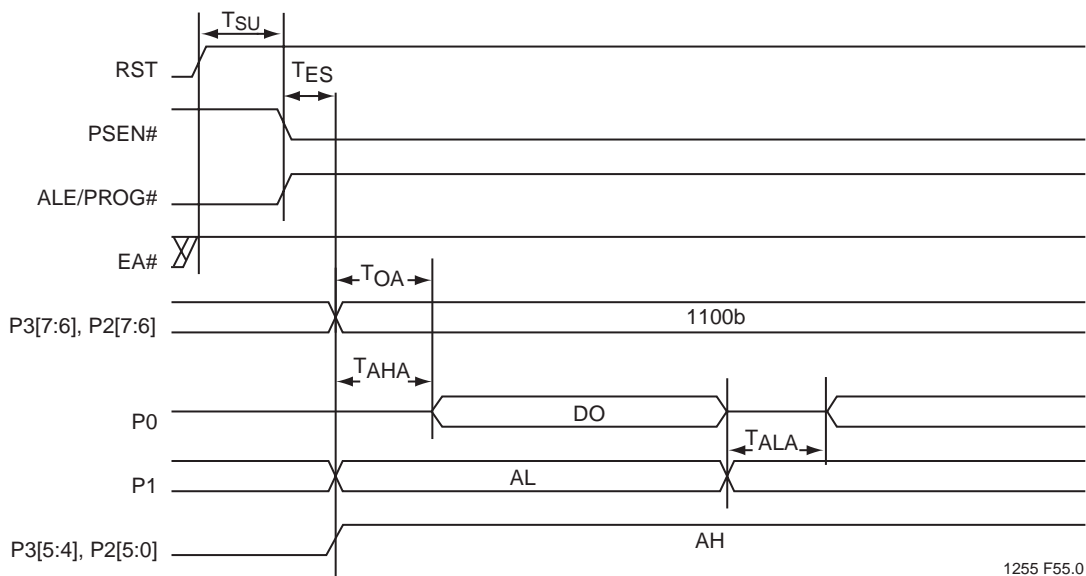 TSU
RST
TES
PSEN#
ALE/PROG#
EA#
TOA
P3[7:6], P2[7:6]
1100b
TAHA
P0
DO
TALA
P1
AL
P3[5:4], P2[5:0]
AH
1255 F55.0